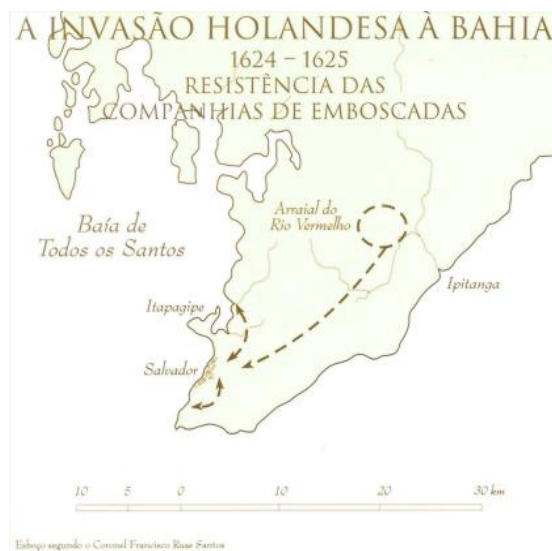 A INVASÃO HOLANDESA À BAHIA
1624 – 1625
RESISTÊNCIA DAS
COMPANHIAS DE EMBOSCADAS
Arraial do
Rio Vermelho
Baía de
Todos os Santos
Ipitanga
Itapagipe
Salvador
10 5 0 10 20 30 km
Esboço segundo o Coronel Francisco Ruas Santos